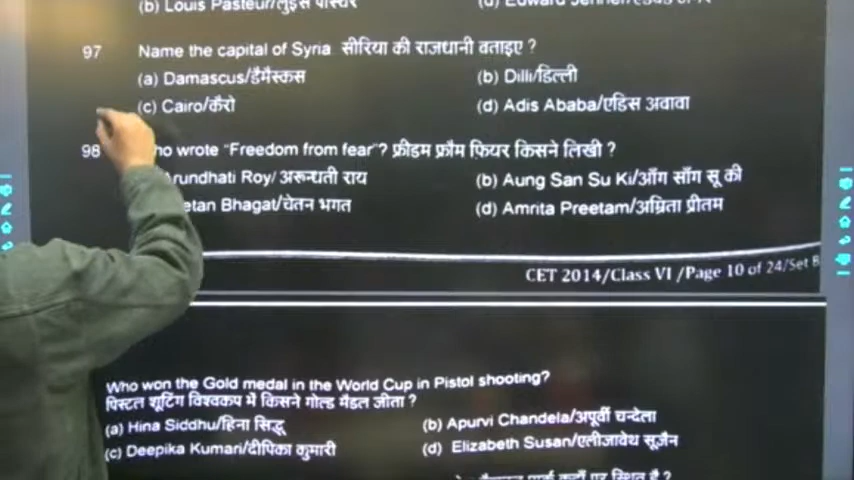 (b) Louis Pasteur/लुइस पाश्चर
97 Name the capital of Syria सीरिया की राजधानी बताइए ?
(a) Damascus/डैमैस्कस (b) Dilli/डिल्ली
(c) Cairo/कैरो (d) Adis Ababa/एडिस अवावा
98 ho wrote “Freedom from fear”? फ्रीडम फ्रौम फ़ियर किसने लिखी ?
rundhati Roy/ अरून्धती राय (b) Aung San Su Ki/ऑंग सॉंग सू की
etan Bhagat/चेतन भगत (d) Amrita Preetam/अम्रिता प्रीतम
CET 2014/Class VI /Page 10 of 24/Set B
Who won the Gold medal in the World Cup in Pistol shooting?
पिस्टल शूटिंग विश्वकप में किसने गोल्ड मैडल जीता ?
(a) Hina Siddhu/हिना सिद्धू (b) Apurvi Chandela/अपूर्वी चन्देला
(c) Deepika Kumari/दीपिका कुमारी (d) Elizabeth Susan/एलीजावेथ सूज़ैन